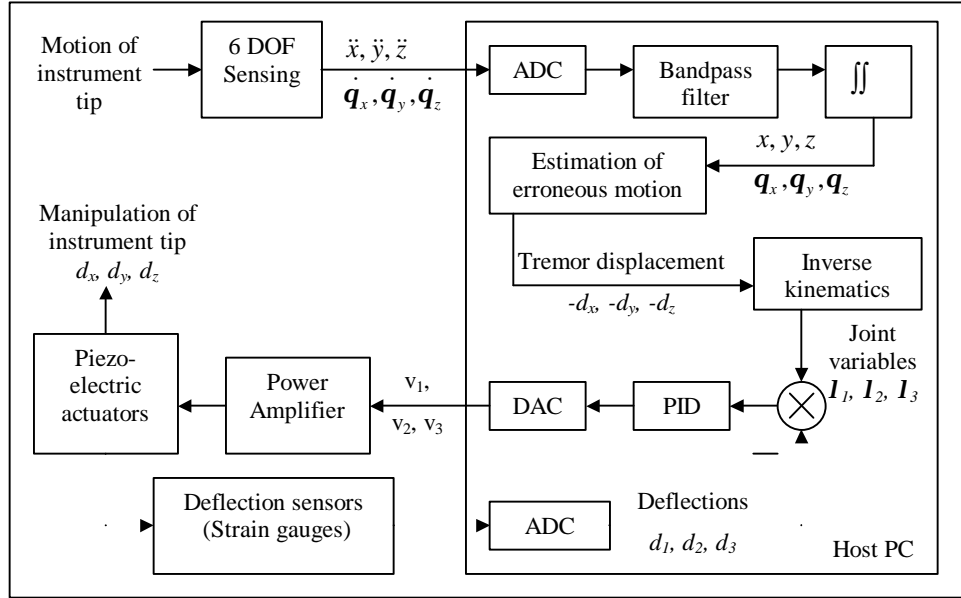 Motion of
instrument
tip
6 DOF
Sensing
ẍ, ÿ, z̈
q̇x, q̇y, q̇z
ADC
Bandpass
filter
∫∫
x, y, z
qx, qy, qz
Estimation of
erroneous motion
Manipulation of
instrument tip
dx, dy, dz
Tremor displacement
-dx, -dy, -dz
Inverse
kinematics
Joint
variables
l1, l2, l3
Piezo-
electric
actuators
Power
Amplifier
v1,
v2, v3
DAC
PID
Deflection sensors
(Strain gauges)
ADC
Deflections
d1, d2, d3
Host PC